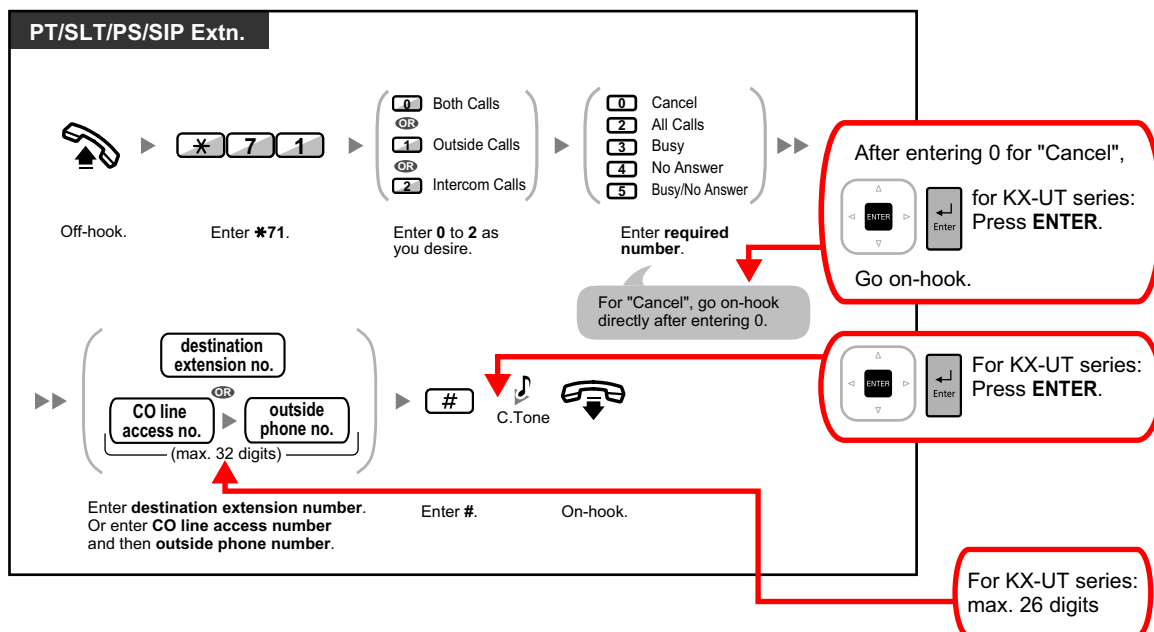 PT/SLT/PS/SIP Extn.
0 Both Calls
OR
1 Outside Calls
OR
2 Intercom Calls
0 Cancel
2 All Calls
3 Busy
4 No Answer
5 Busy/No Answer
* 7 1
Off-hook.
Enter *71.
Enter 0 to 2 as
you desire.
Enter required
number.
For "Cancel", go on-hook
directly after entering 0.
After entering 0 for "Cancel",
ENTER
Enter
for KX-UT series:
Press ENTER.
Go on-hook.
destination
extension no.
OR
CO line
access no.
outside
phone no.
(max. 32 digits)
#
C.Tone
ENTER
Enter
For KX-UT series:
Press ENTER.
Enter destination extension number.
Or enter CO line access number
and then outside phone number.
Enter #.
On-hook.
For KX-UT series:
max. 26 digits